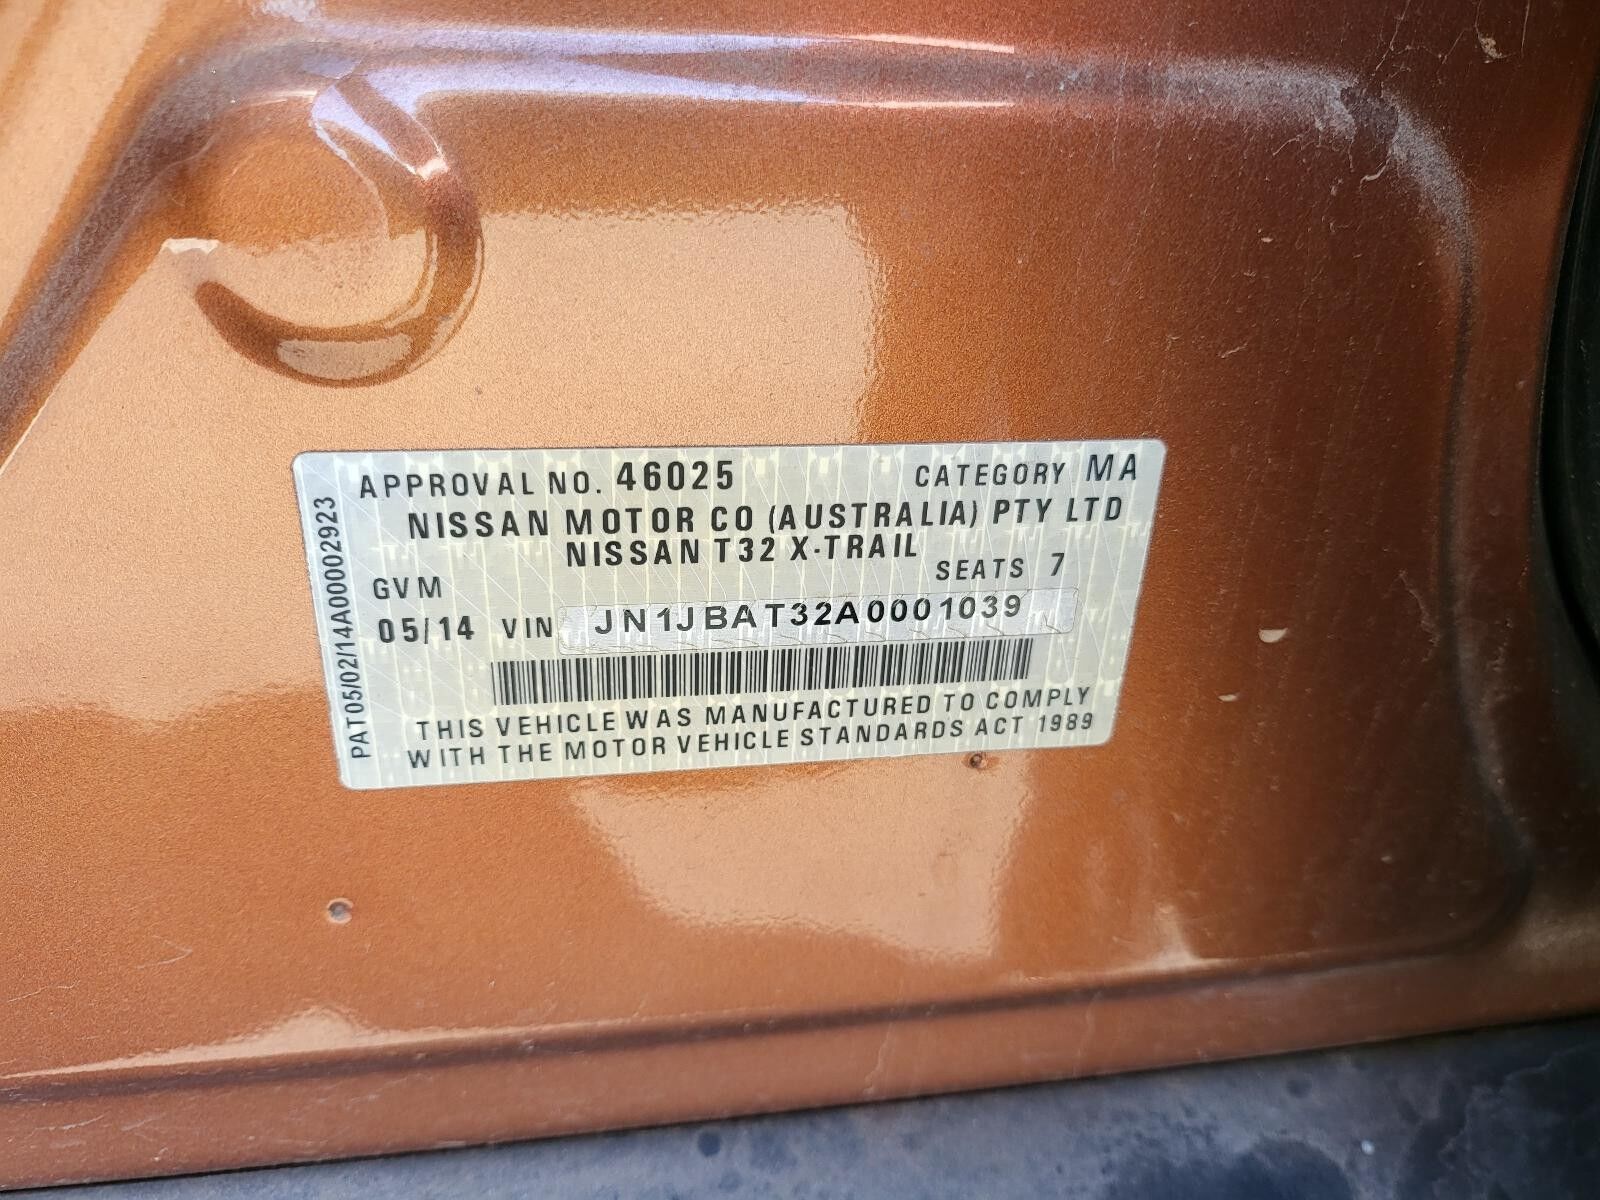 APPROVAL NO. 46025 CATEGORY MA
NISSAN MOTOR CO (AUSTRALIA) PTY LTD
NISSAN T32 X-TRAIL
GVM SEATS 7
05/14 VIN JN1JBAT32A0001039
THIS VEHICLE WAS MANUFACTURED TO COMPLY
WITH THE MOTOR VEHICLE STANDARDS ACT 1989
PAT05/02/14A00002923